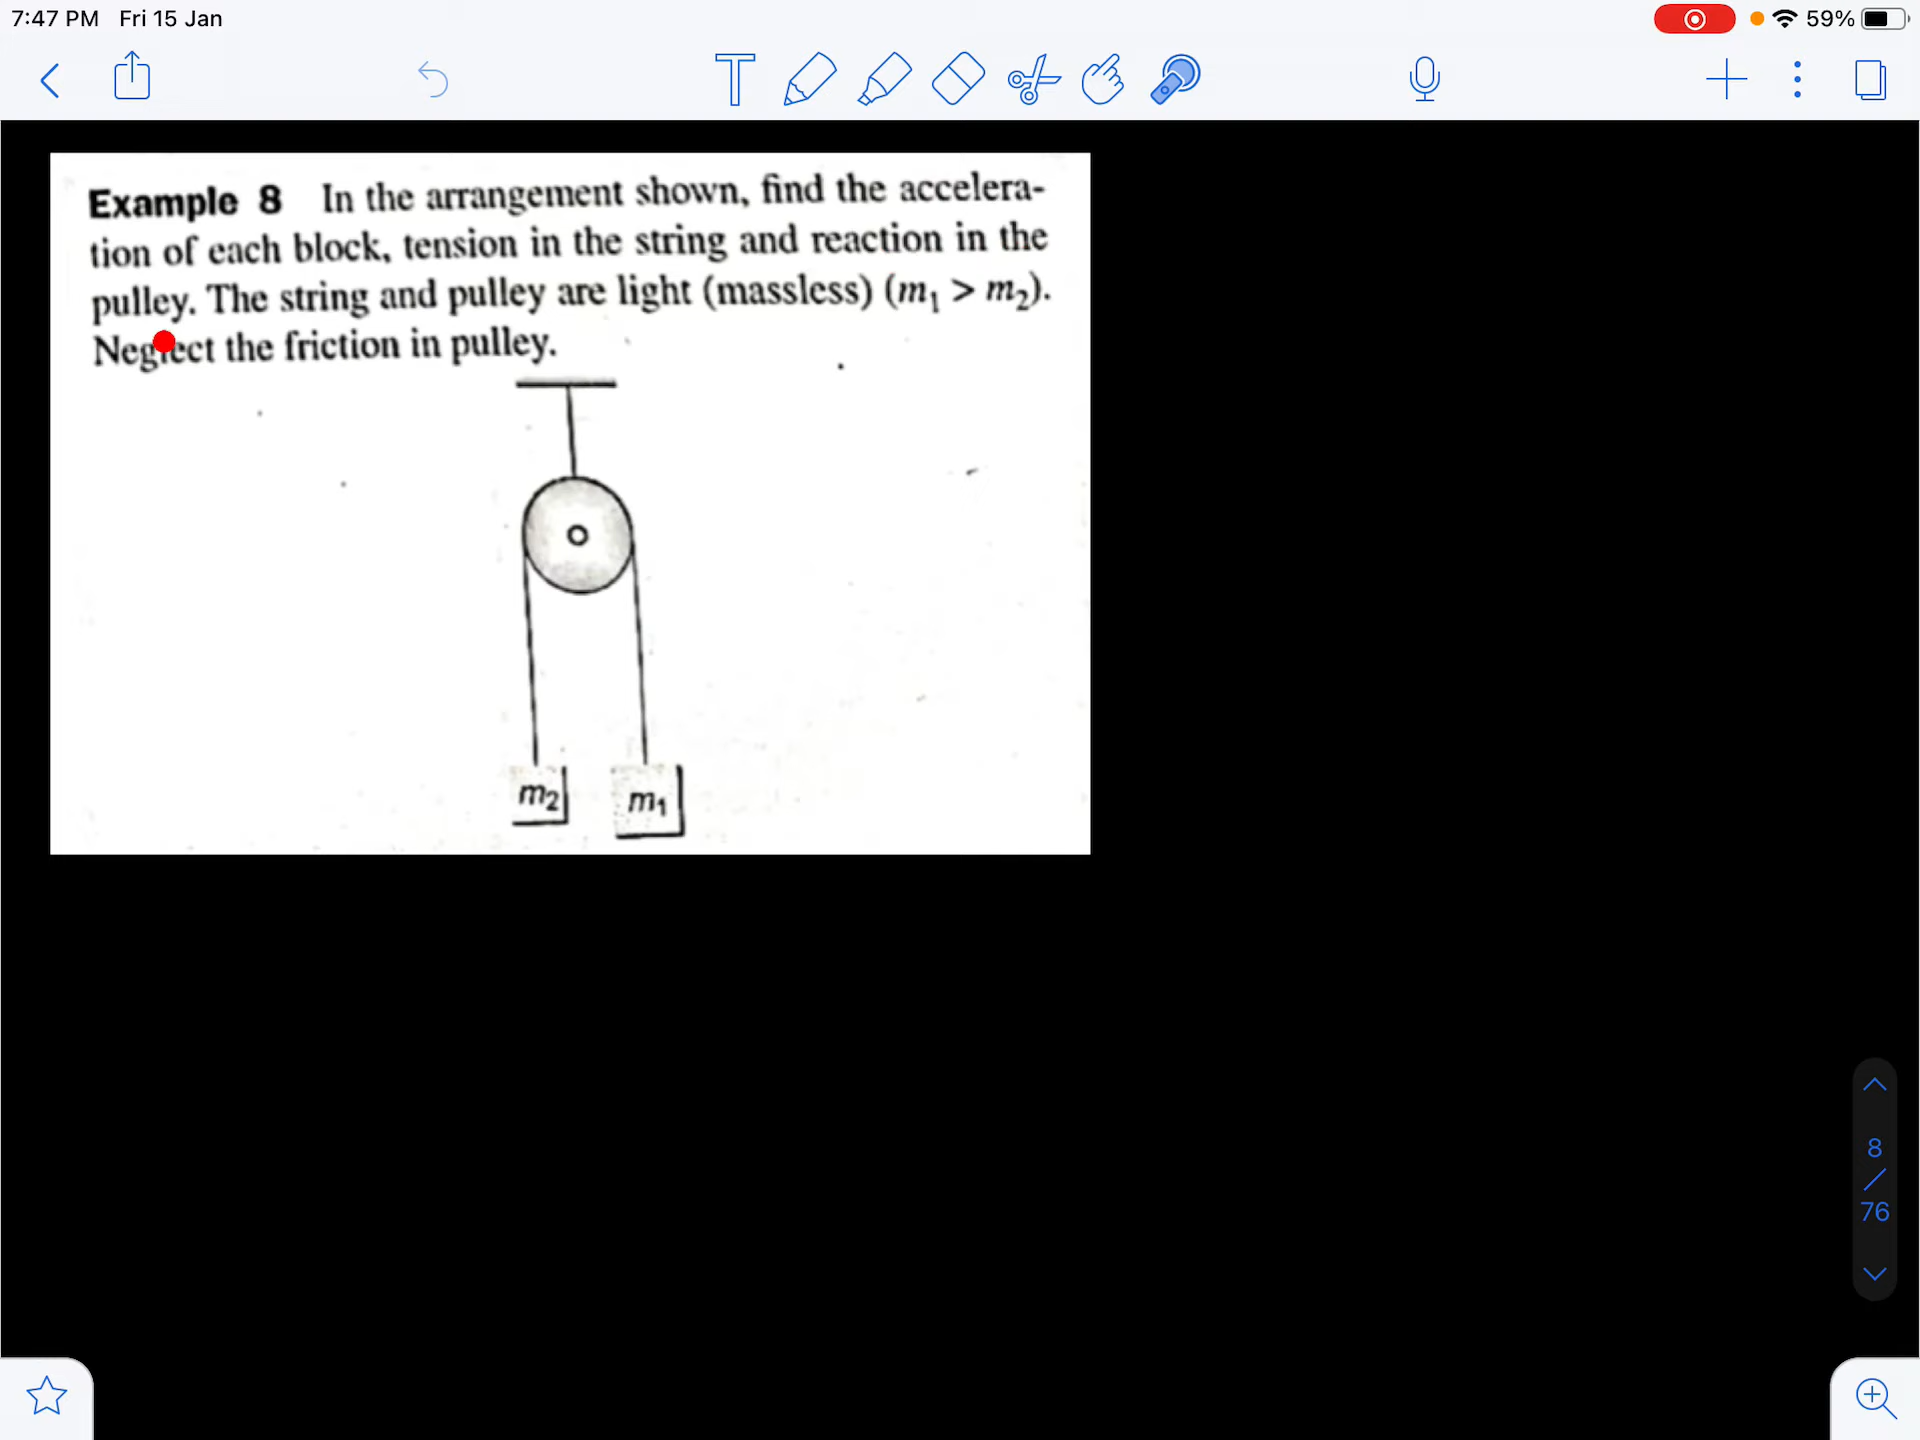 7:47 PM Fri 15 Jan
59%
Example 8 In the arrangement shown, find the accelera-
tion of each block, tension in the string and reaction in the
pulley. The string and pulley are light (massless) (m₁ > m₂).
Neglect the friction in pulley.
m₂ m₁
8
/
76